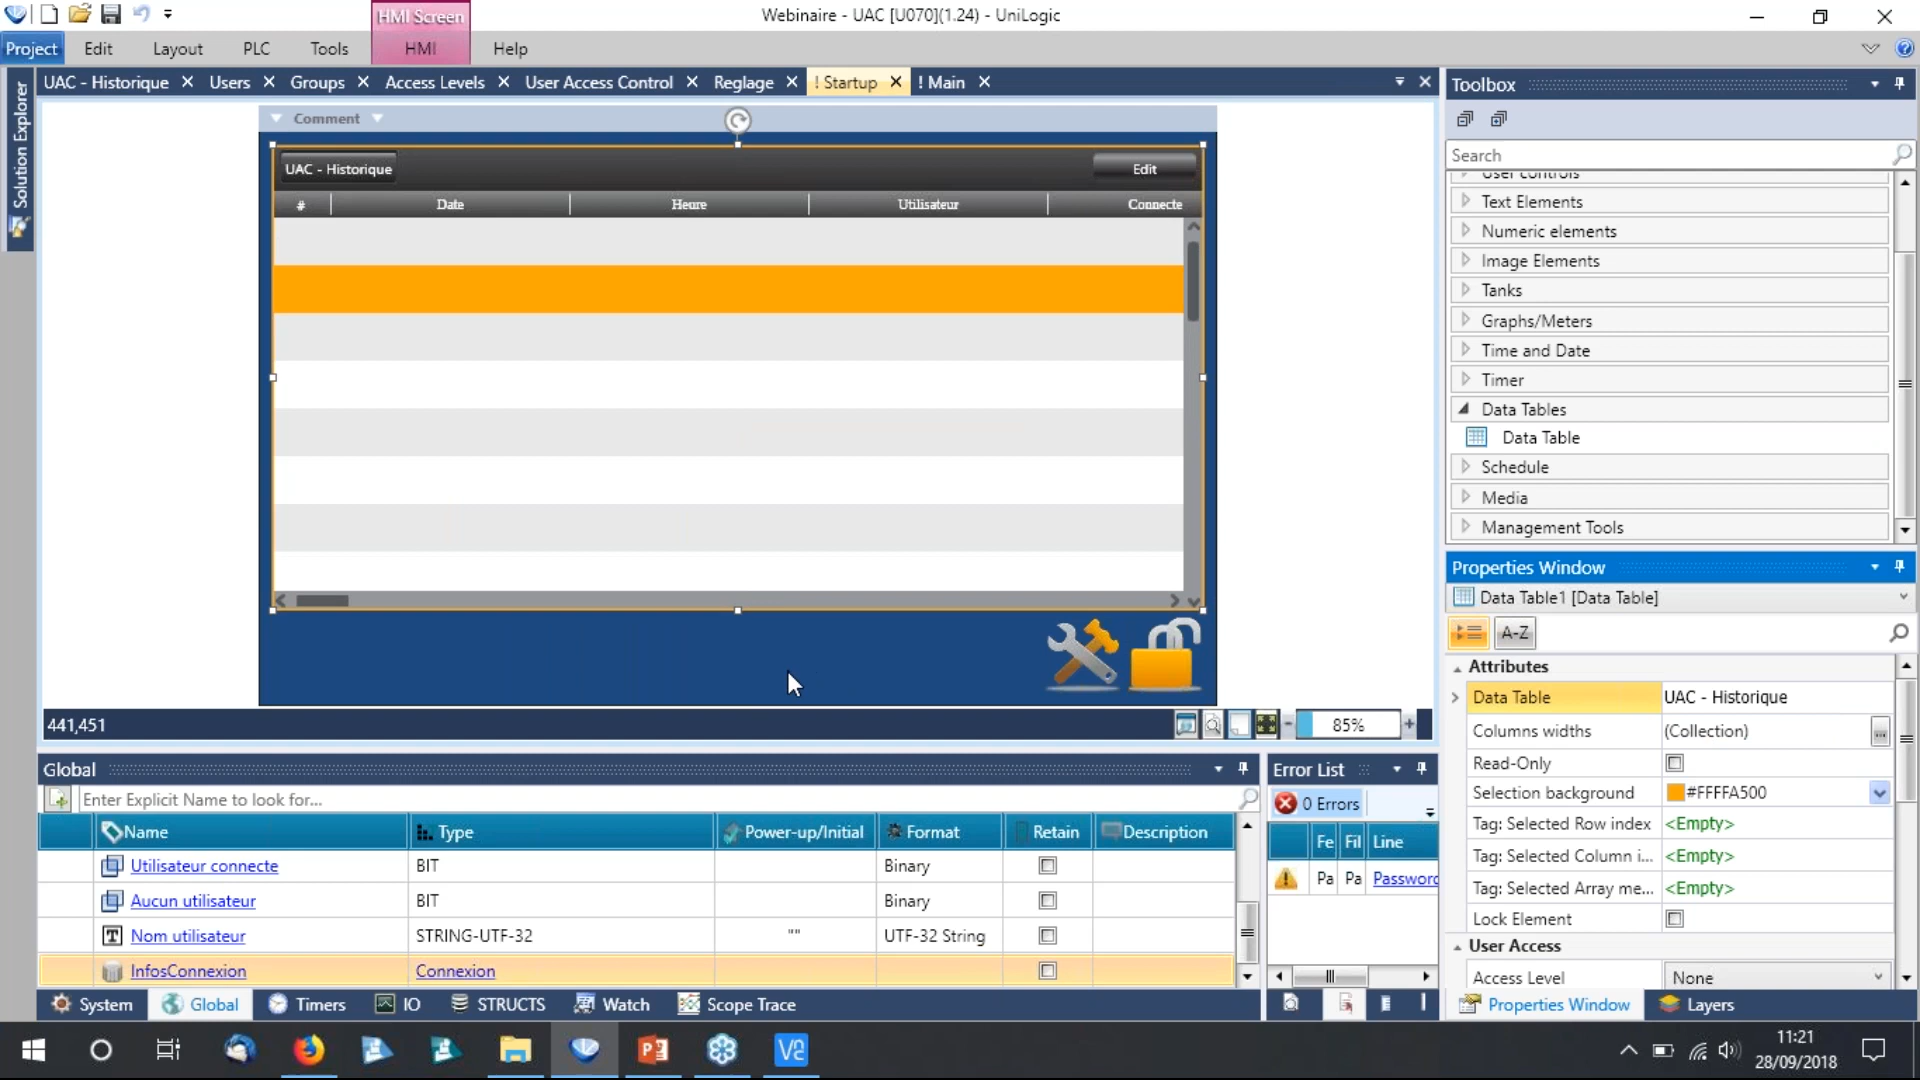 HMI Screen
Webinaire - UAC [U070](1.24) - UniLogic
Project Edit Layout PLC Tools HMI Help
UAC - Historique Users Groups Access Levels User Access Control Reglage ! Startup ! Main
Solution Explorer
Comment
UAC - Historique Edit
# Date Heure Utilisateur Connecte
441,451 85%
Toolbox
Search
User controls
Text Elements
Numeric elements
Image Elements
Tanks
Graphs/Meters
Time and Date
Timer
Data Tables
Data Table
Schedule
Media
Management Tools
Properties Window
Data Table1 [Data Table]
A-Z
Attributes
Data Table UAC - Historique
Columns widths (Collection) ...
Read-Only
Selection background #FFFFA500
Tag: Selected Row index <Empty>
Tag: Selected Column i... <Empty>
Tag: Selected Array me... <Empty>
Lock Element
User Access
Access Level None
Properties Window Layers
Global
Enter Explicit Name to look for...
Name Type Power-up/Initial Format Retain Description
Utilisateur connecte BIT Binary
Aucun utilisateur BIT Binary
Nom utilisateur STRING-UTF-32 "" UTF-32 String
InfosConnexion Connexion
System Global Timers IO STRUCTS Watch Scope Trace
Error List
0 Errors
Fe Fil Line
Pa Pa Password
11:21
28/09/2018